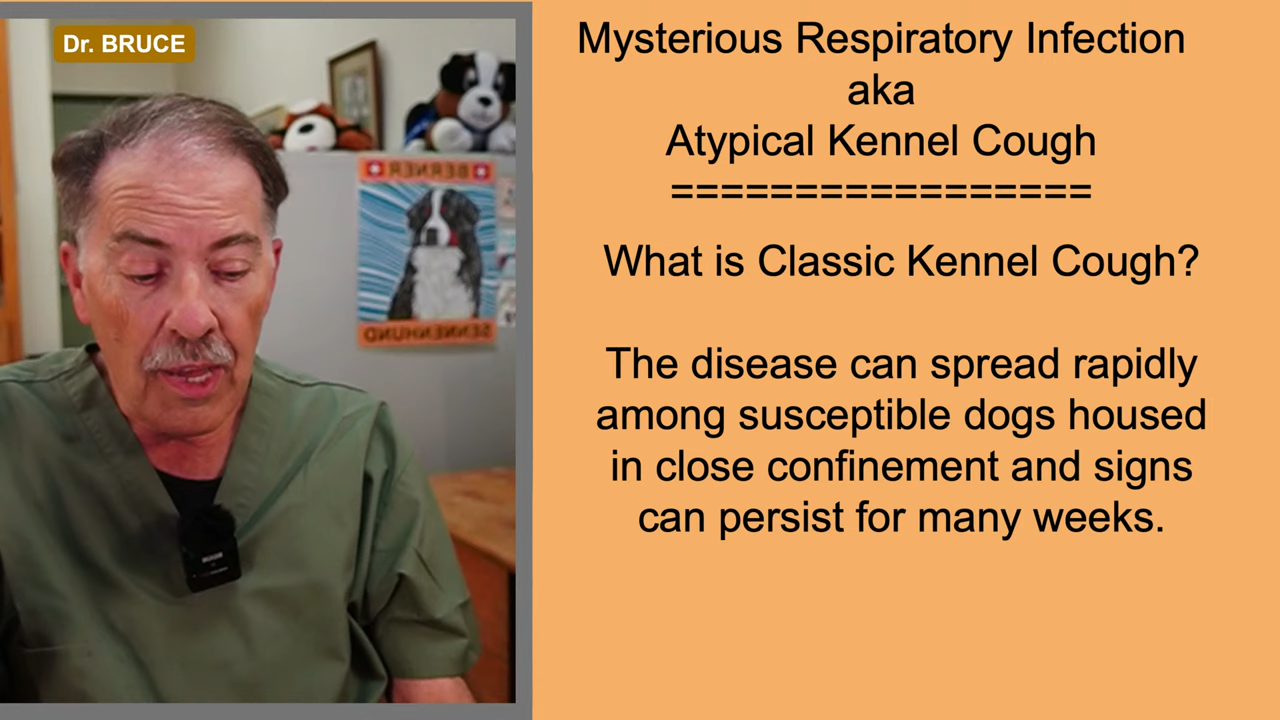 Dr. BRUCE
BERNER
SENNENHUND
Mysterious Respiratory Infection
aka
Atypical Kennel Cough
=================
What is Classic Kennel Cough?
The disease can spread rapidly
among susceptible dogs housed
in close confinement and signs
can persist for many weeks.